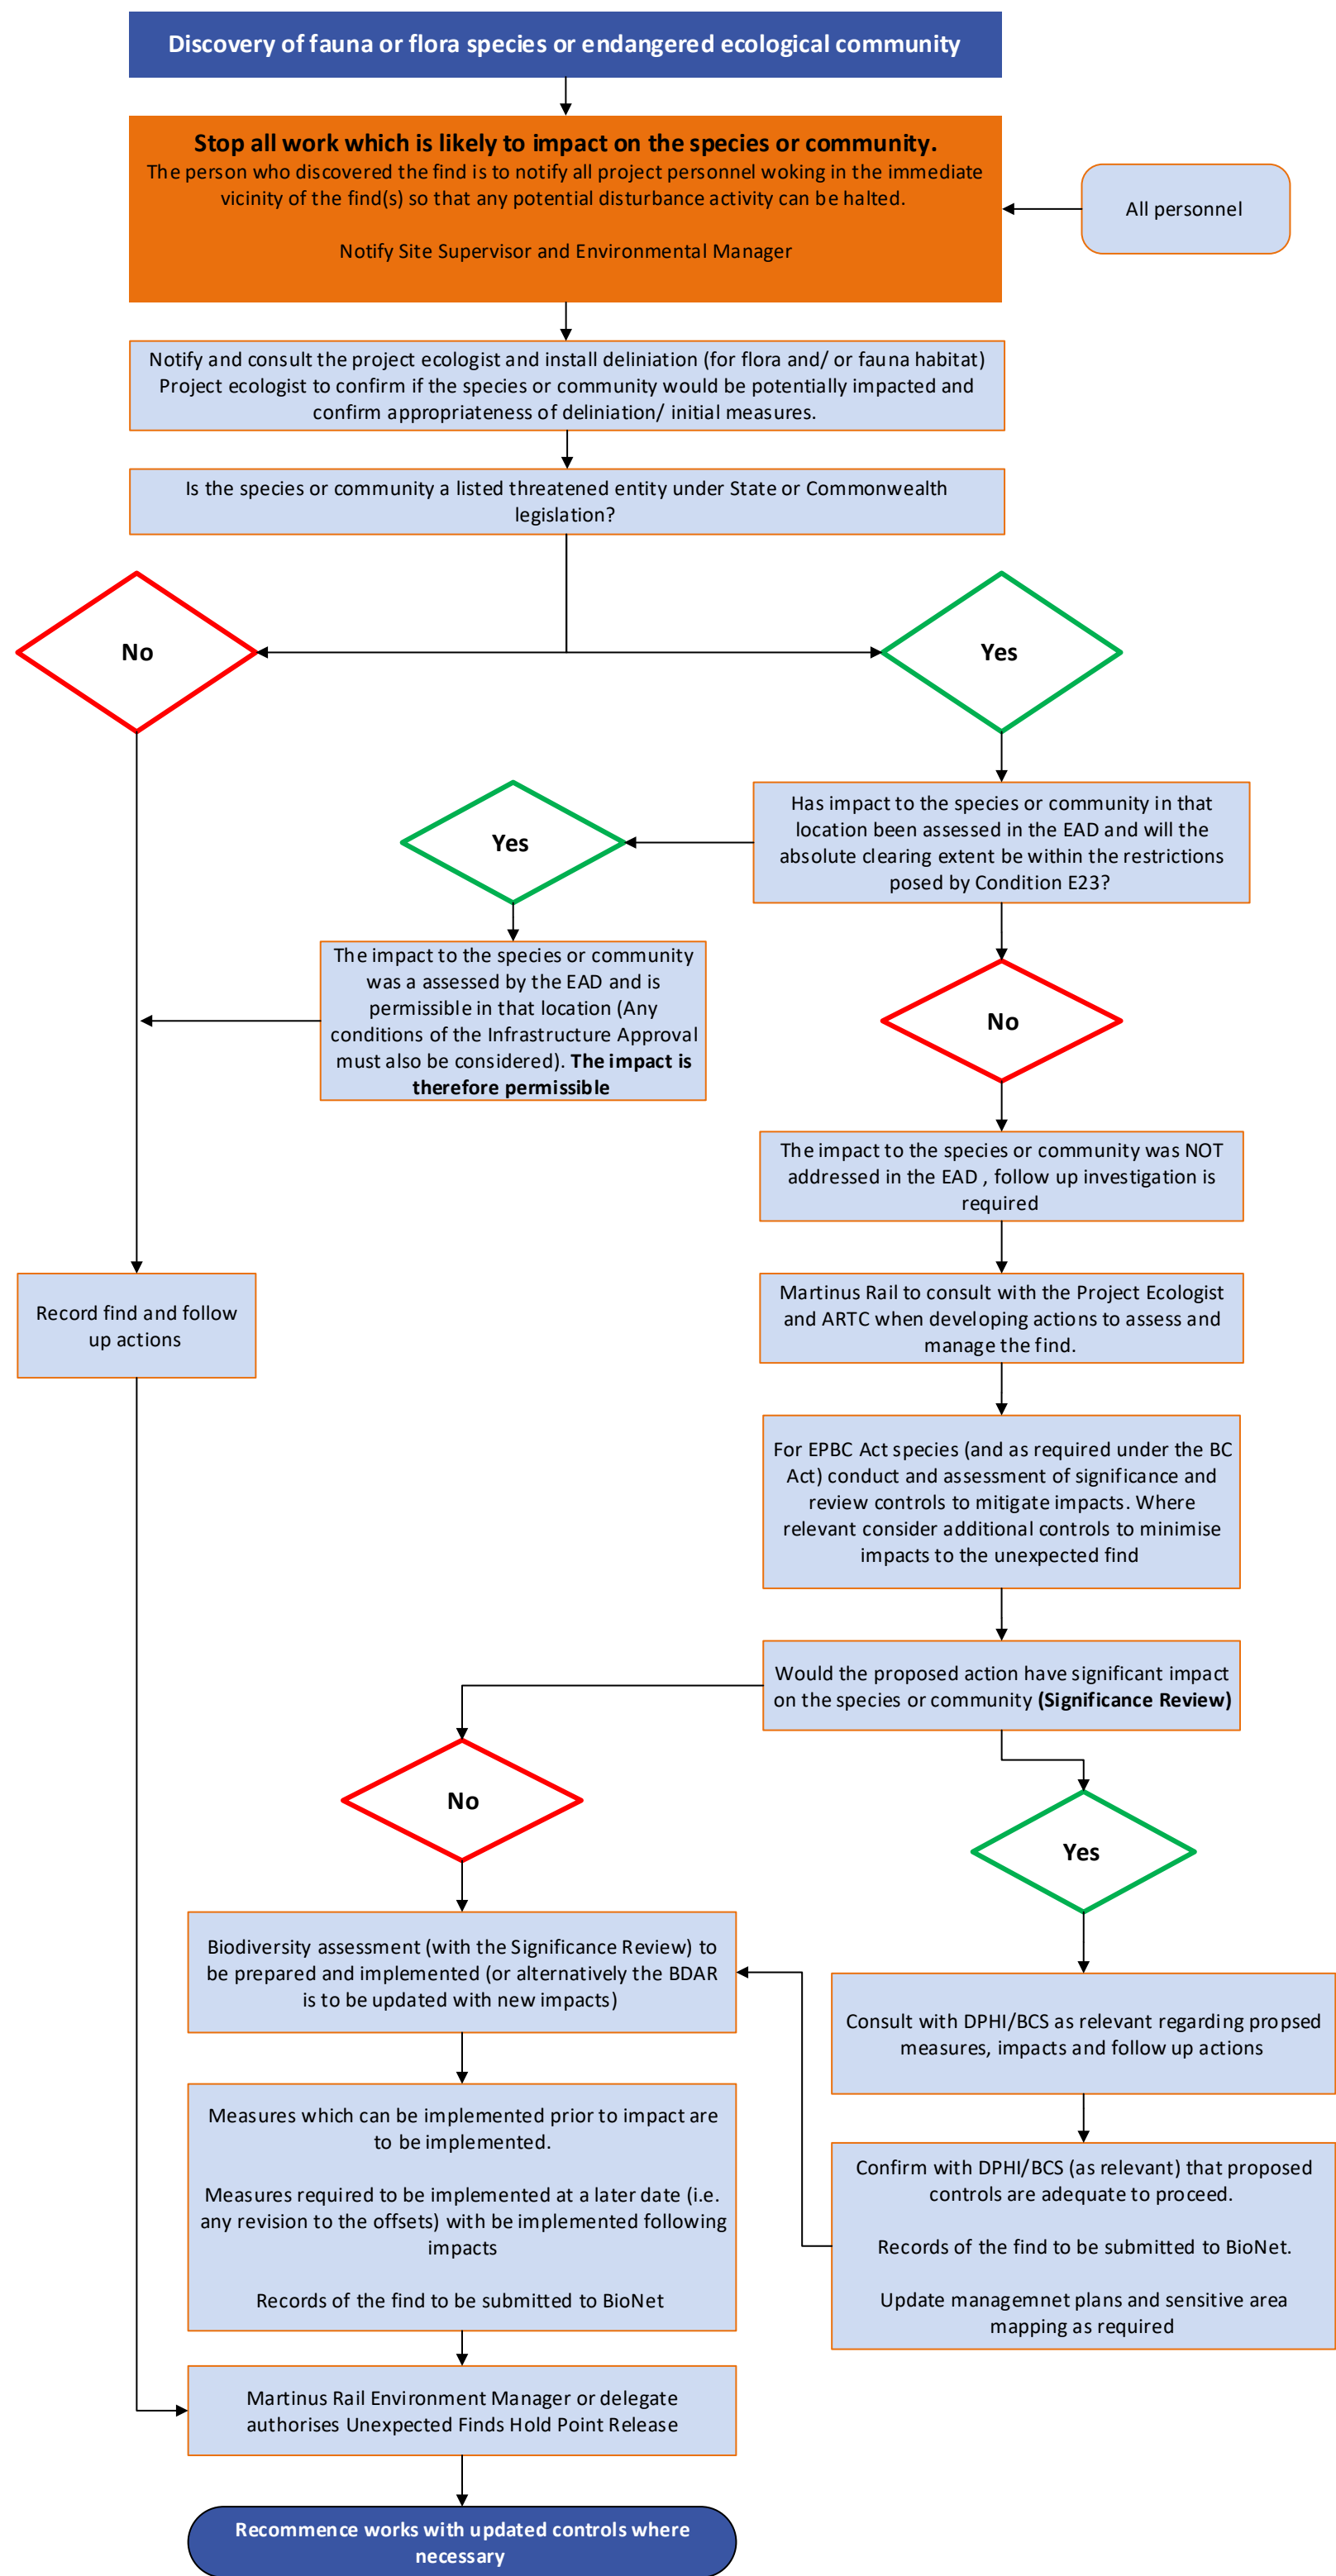 Discovery of fauna or flora species or endangered ecological community
Stop all work which is likely to impact on the species or community.
The person who discovered the find is to notify all project personnel woking in the immediate
vicinity of the find(s) so that any potential disturbance activity can be halted.
Notify Site Supervisor and Environmental Manager
All personnel
Notify and consult the project ecologist and install deliniation (for flora and/ or fauna habitat)
Project ecologist to confirm if the species or community would be potentially impacted and
confirm appropriateness of deliniation/ initial measures.
Is the species or community a listed threatened entity under State or Commonwealth
legislation?
No
Yes
Has impact to the species or community in that
location been assessed in the EAD and will the
absolute clearing extent be within the restrictions
posed by Condition E23?
Yes
The impact to the species or community
was a assessed by the EAD and is
permissible in that location (Any
conditions of the Infrastructure Approval
must also be considered). The impact is
therefore permissible
No
The impact to the species or community was NOT
addressed in the EAD , follow up investigation is
required
Record find and follow
up actions
Martinus Rail to consult with the Project Ecologist
and ARTC when developing actions to assess and
manage the find.
For EPBC Act species (and as required under the BC
Act) conduct and assessment of significance and
review controls to mitigate impacts. Where
relevant consider additional controls to minimise
impacts to the unexpected find
Would the proposed action have significant impact
on the species or community (Significance Review)
No
Yes
Biodiversity assessment (with the Significance Review) to
be prepared and implemented (or alternatively the BDAR
is to be updated with new impacts)
Consult with DPHI/BCS as relevant regarding propsed
measures, impacts and follow up actions
Measures which can be implemented prior to impact are
to be implemented.
Measures required to be implemented at a later date (i.e.
any revision to the offsets) with be implemented following
impacts
Records of the find to be submitted to BioNet
Confirm with DPHI/BCS (as relevant) that proposed
controls are adequate to proceed.
Records of the find to be submitted to BioNet.
Update managemnet plans and sensitive area
mapping as required
Martinus Rail Environment Manager or delegate
authorises Unexpected Finds Hold Point Release
Recommence works with updated controls where
necessary